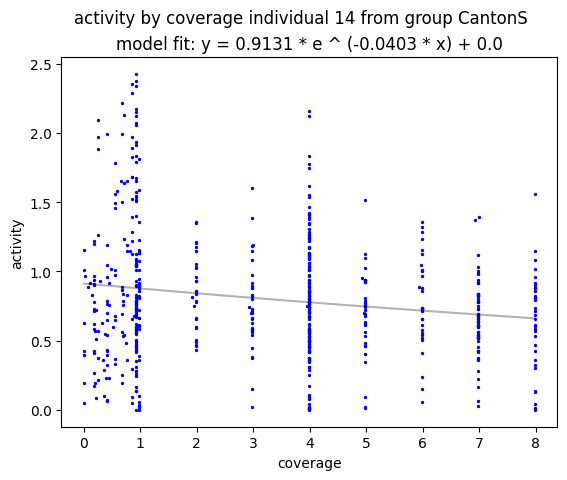 activity by coverage individual 14 from group CantonS
model fit: y = 0.9131 * e ^ (-0.0403 * x) + 0.0
2.5
2.0
1.5
1.0
0.5
0.0
activity
0 1 2 3 4 5 6 7 8
coverage